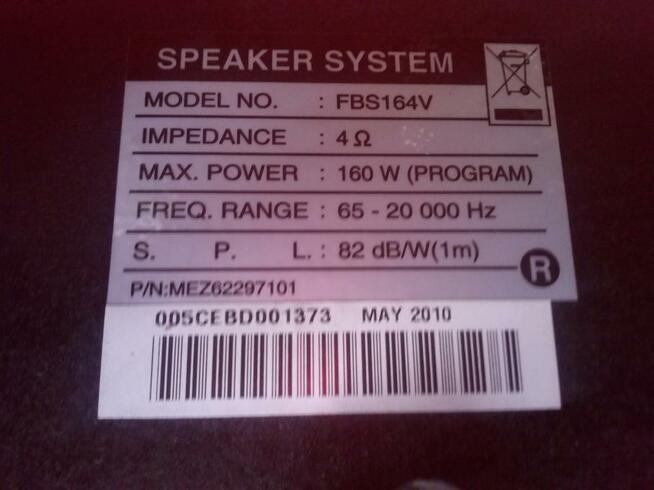 SPEAKER SYSTEM
MODEL NO. : FBS164V
IMPEDANCE : 4Ω
MAX. POWER : 160 W (PROGRAM)
FREQ. RANGE : 65 - 20 000 Hz
S. P. L. : 82 dB/W(1m)
R
P/N:MEZ62297101
005CEBD001373 MAY 2010